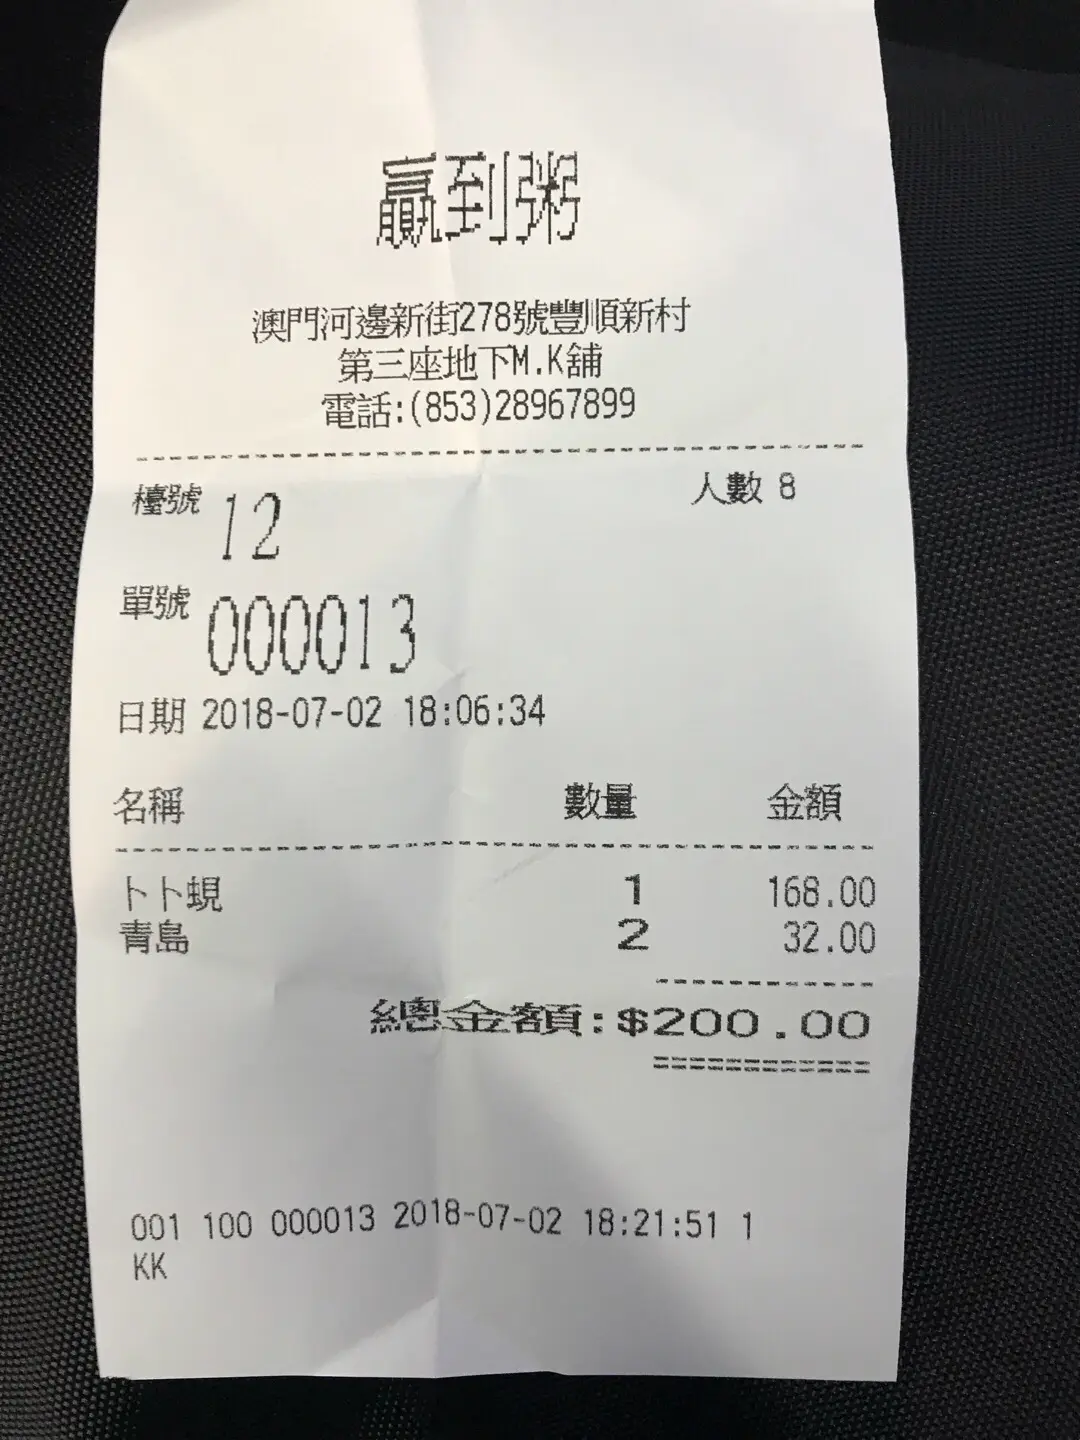 贏到粥
澳門河邊新街278號豐順新村
第三座地下M.K舖
電話:(853)28967899
檯號 12 人數 8
單號 000013
日期 2018-07-02 18:06:34
名稱 數量 金額
卜卜蜆 1 168.00
青島 2 32.00
總金額:$200.00
001 100 000013 2018-07-02 18:21:51 1
KK